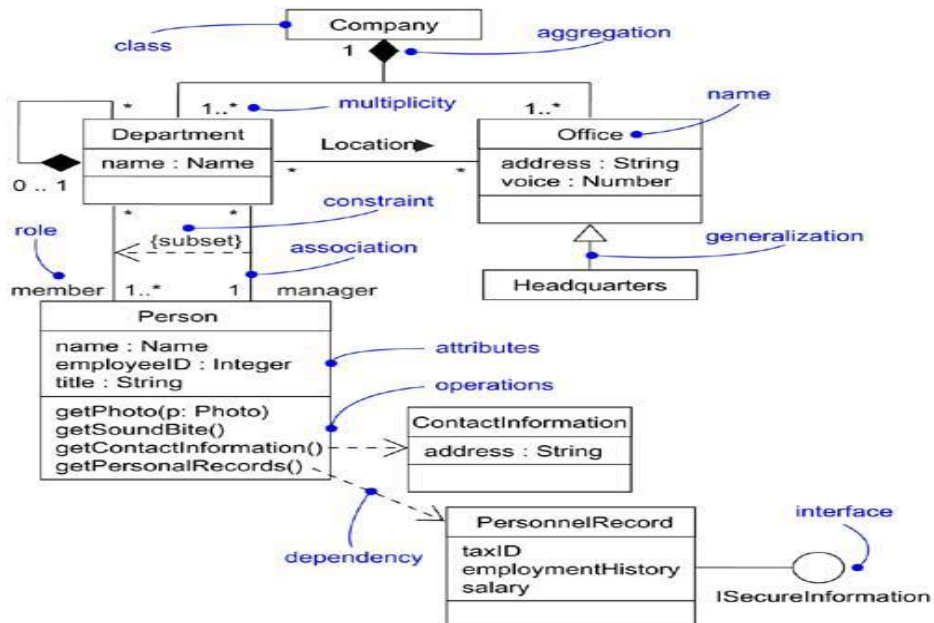 Company
class
1
aggregation
1..*
multiplicity
1..*
name
*
Department
Location
Office
name : Name
address : String
voice : Number
0 .. 1
*
*
*
*
constraint
role
{subset}
association
generalization
member
1..*
1
manager
Headquarters
Person
name : Name
employeeID : Integer
title : String
attributes
operations
getPhoto(p: Photo)
getSoundBite()
getContactInformation()
getPersonalRecords()
ContactInformation
address : String
dependency
PersonnelRecord
interface
taxID
employmentHistory
salary
ISecureInformation